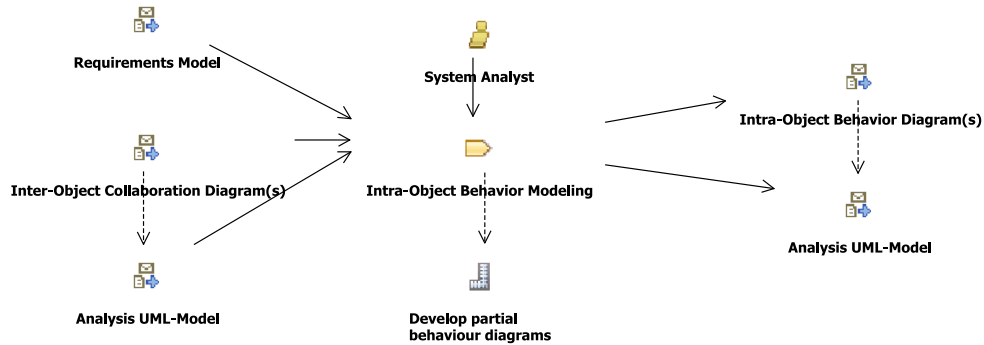 Requirements Model
System Analyst
Intra-Object Behavior Diagram(s)
Inter-Object Collaboration Diagram(s)
Intra-Object Behavior Modeling
Analysis UML-Model
Analysis UML-Model
Develop partial
behaviour diagrams